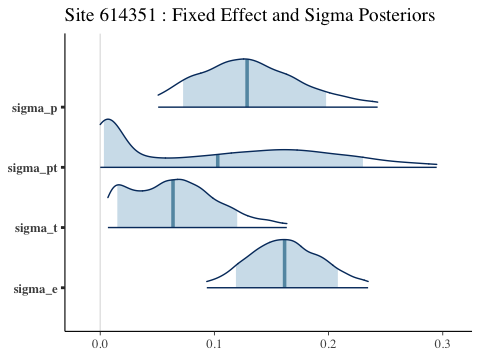 Site 614351 : Fixed Effect and Sigma Posteriors
sigma_p
sigma_pt
sigma_t
sigma_e
0.0 0.1 0.2 0.3